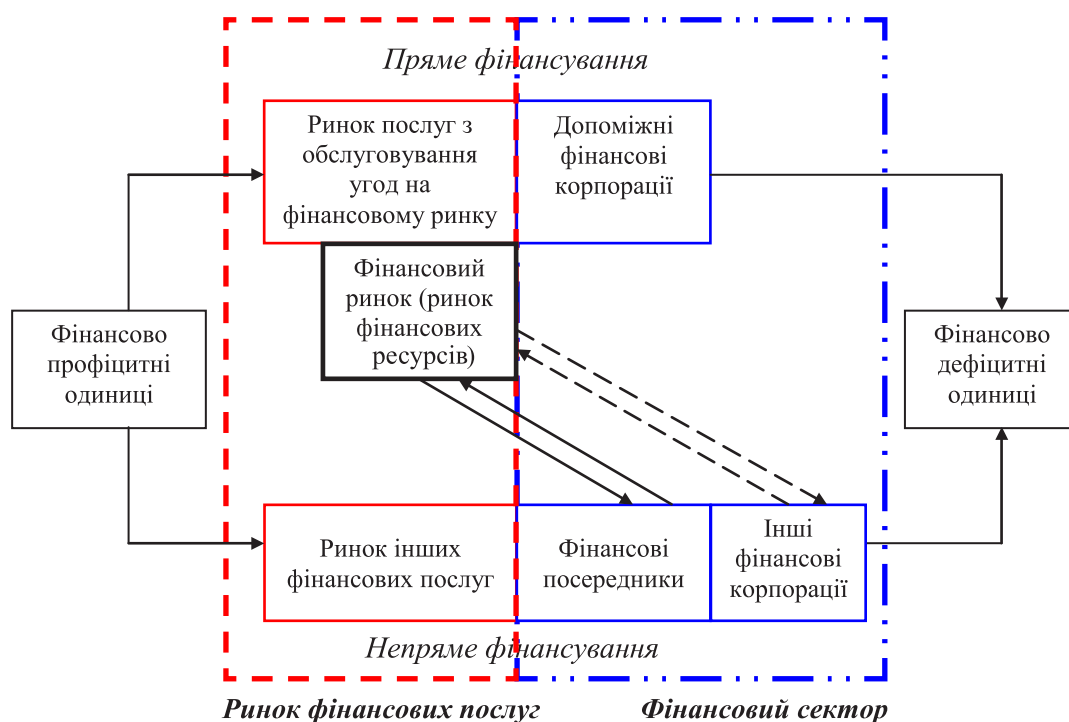 Пряме фінансування
Ринок послуг з
обслуговування
угод на
фінансовому ринку
Допоміжні
фінансові
корпорації
Фінансовий
ринок (ринок
фінансових
ресурсів)
Фінансово
профіцитні
одиниці
Фінансово
дефіцитні
одиниці
Ринок інших
фінансових послуг
Фінансові
посередники
Інші
фінансові
корпорації
Непряме фінансування
Ринок фінансових послуг
Фінансовий сектор